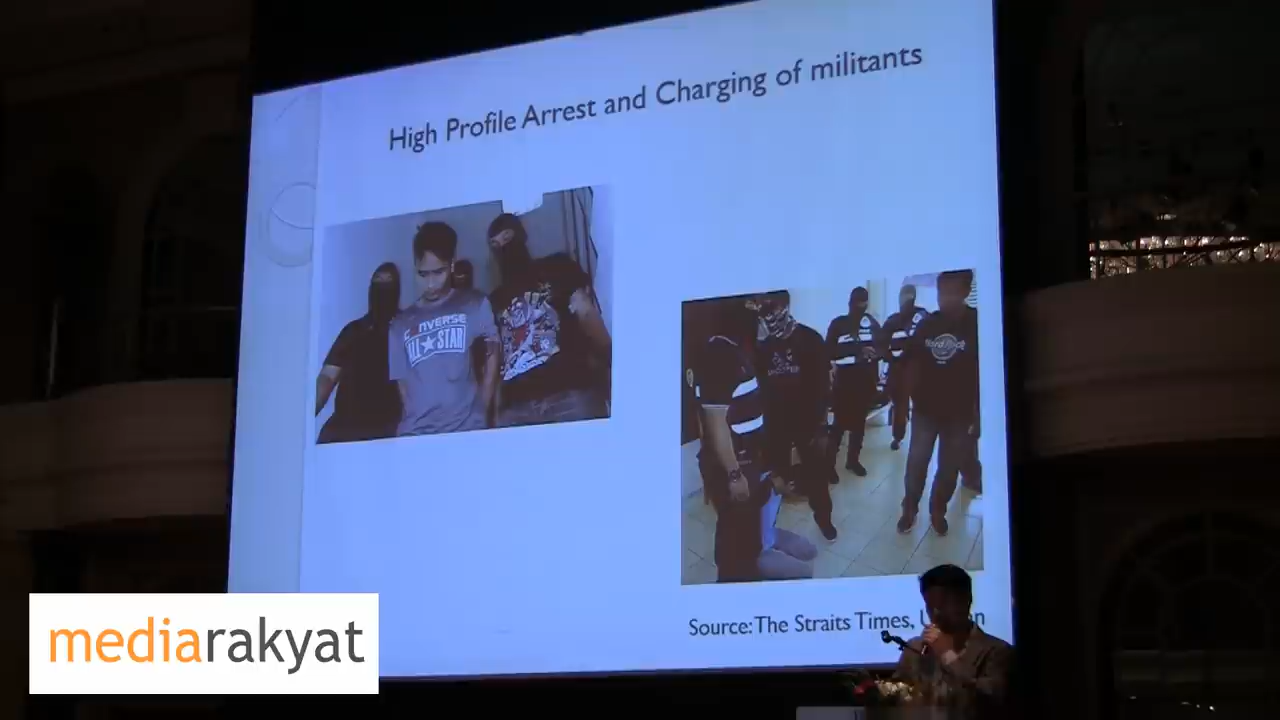 High Profile Arrest and Charging of militants
CONVERSE
ALL★STAR
Source: The Straits Times,
mediarakyat